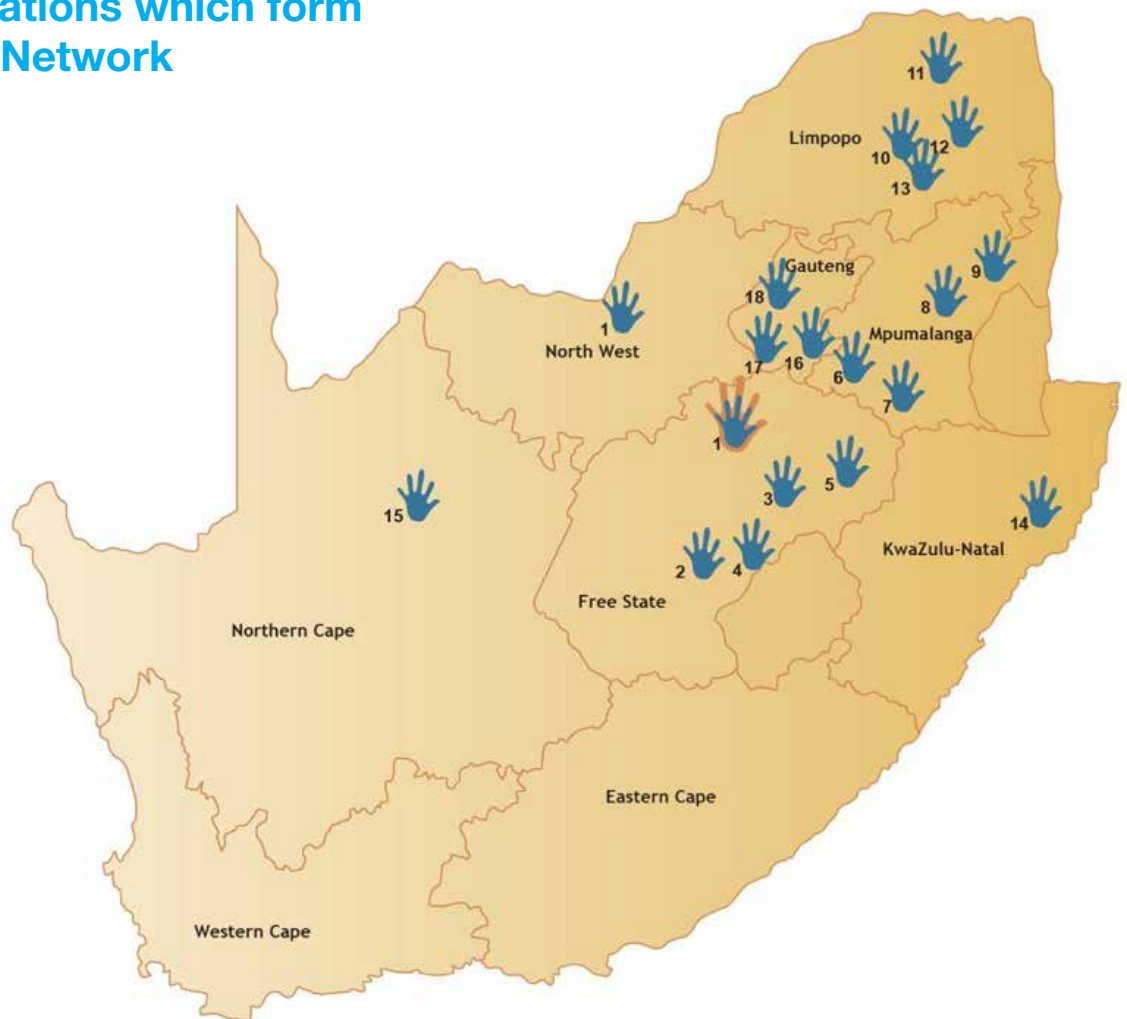 ations which form
Network
11
Limpopo
10
12
13
Gauteng
9
18
8
1
Mpumalanga
North West
17
16
6
7
1
5
3
15
14
KwaZulu-Natal
2
4
Free State
Northern Cape
Eastern Cape
Western Cape